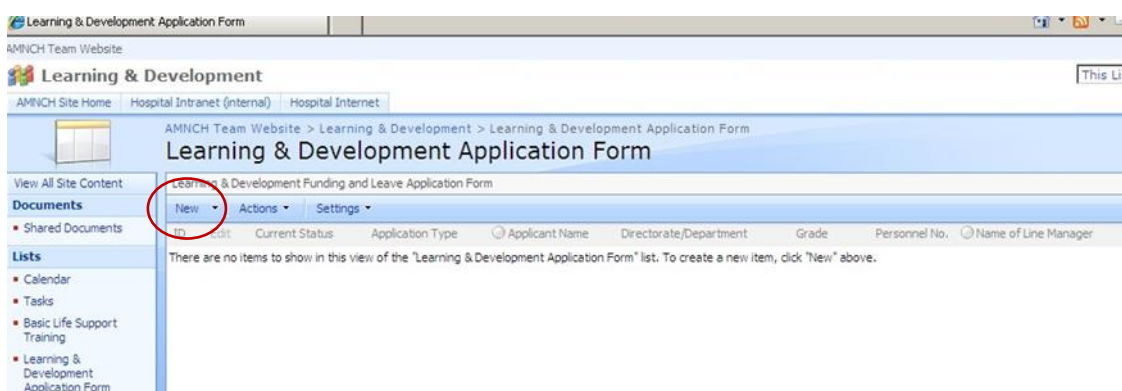 Learning & Development Application Form
AMNCH Team Website
Learning & Development
This Li
AMNCH Site Home Hospital Intranet (internal) Hospital Internet
AMNCH Team Website > Learning & Development > Learning & Development Application Form
Learning & Development Application Form
View All Site Content
Learning & Development Funding and Leave Application Form
Documents
New Actions Settings
Shared Documents
ID Edit Current Status Application Type Applicant Name Directorate/Department Grade Personnel No. Name of Line Manager
Lists
There are no items to show in this view of the "Learning & Development Application Form" list. To create a new item, click "New" above.
Calendar
Tasks
Basic Life Support
Training
Learning &
Development
Application Form